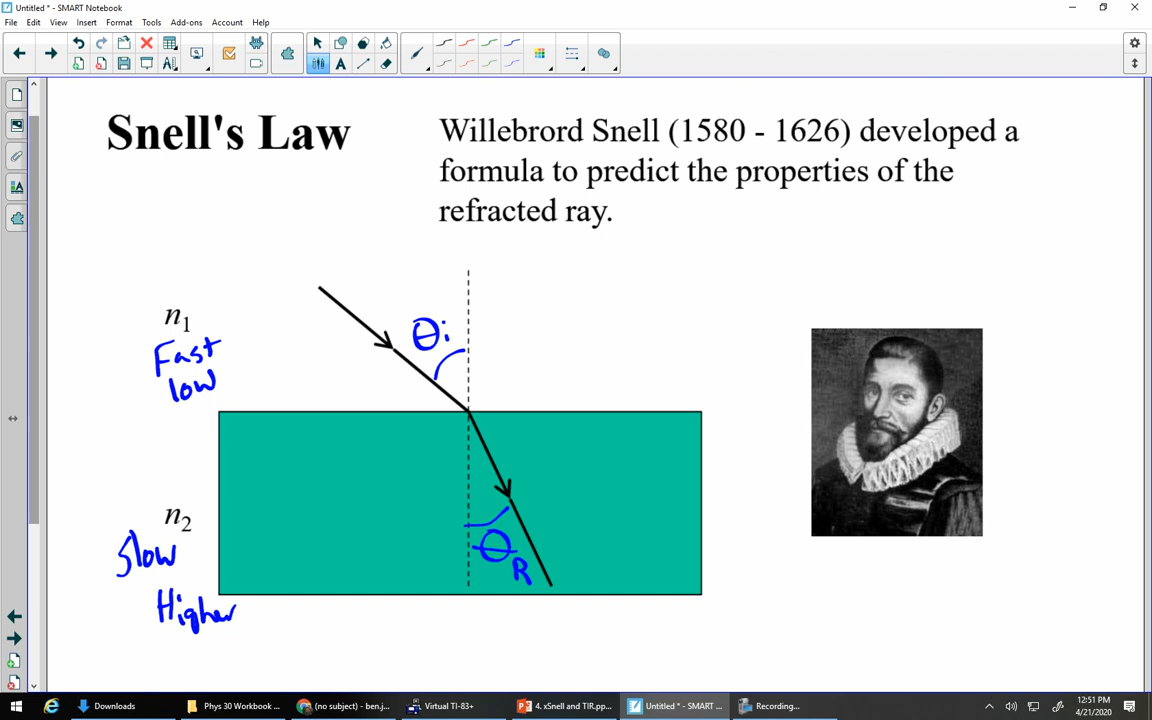 Untitled * - SMART Notebook
File Edit View Insert Format Tools Add-ons Account Help
Snell's Law
Willebrord Snell (1580 - 1626) developed a
formula to predict the properties of the
refracted ray.
n1
Fast
low
θi
n2
Slow
Higher
θR
Downloads
Phys 30 Workbook ...
(no subject) - ben.j...
Virtual TI-83+
4. xSnell and TIR.pp...
Untitled * - SMART ...
Recording...
12:51 PM
4/21/2020